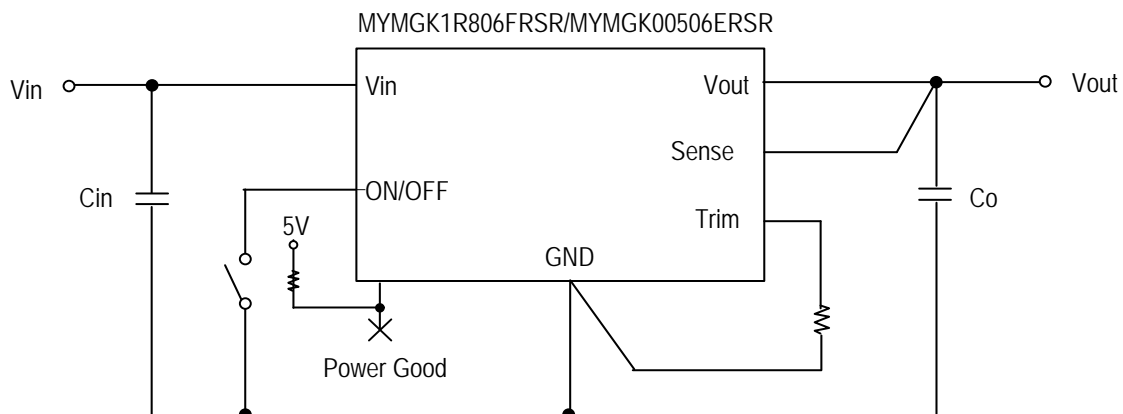 MYMGK1R806FRSR/MYMGK00506ERSR
Vin
Vin
Vout
Vout
Sense
Cin
ON/OFF
Co
5V
Trim
GND
Power Good